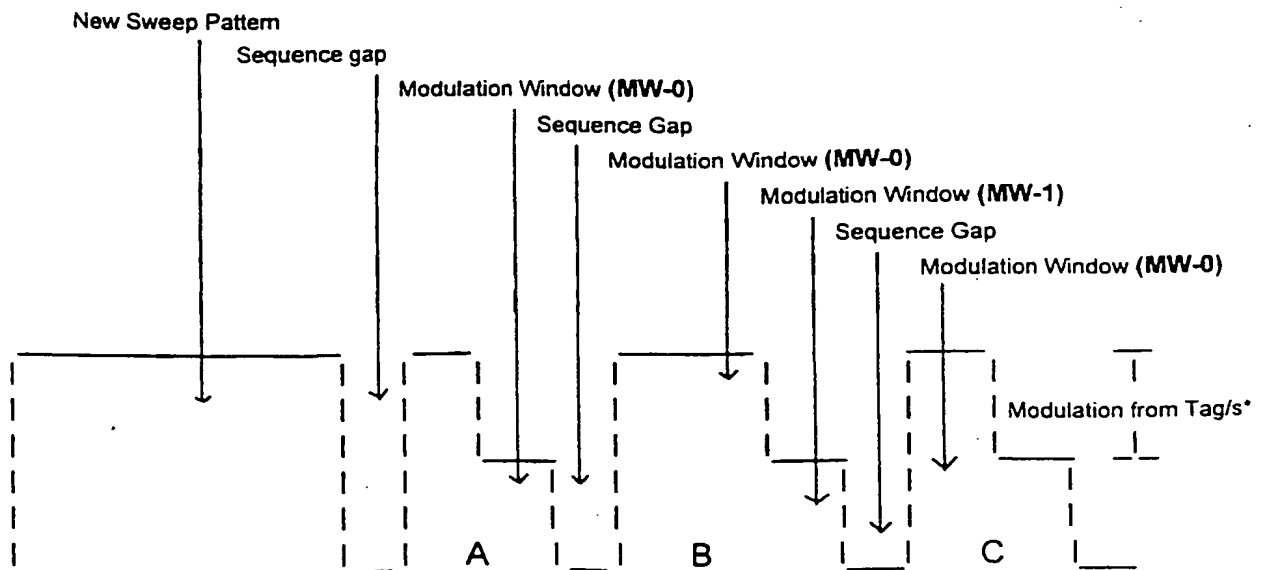 New Sweep Pattern
Sequence gap
Modulation Window (MW-0)
Sequence Gap
Modulation Window (MW-0)
Modulation Window (MW-1)
Sequence Gap
Modulation Window (MW-0)
Modulation from Tag/s*
A
B
C